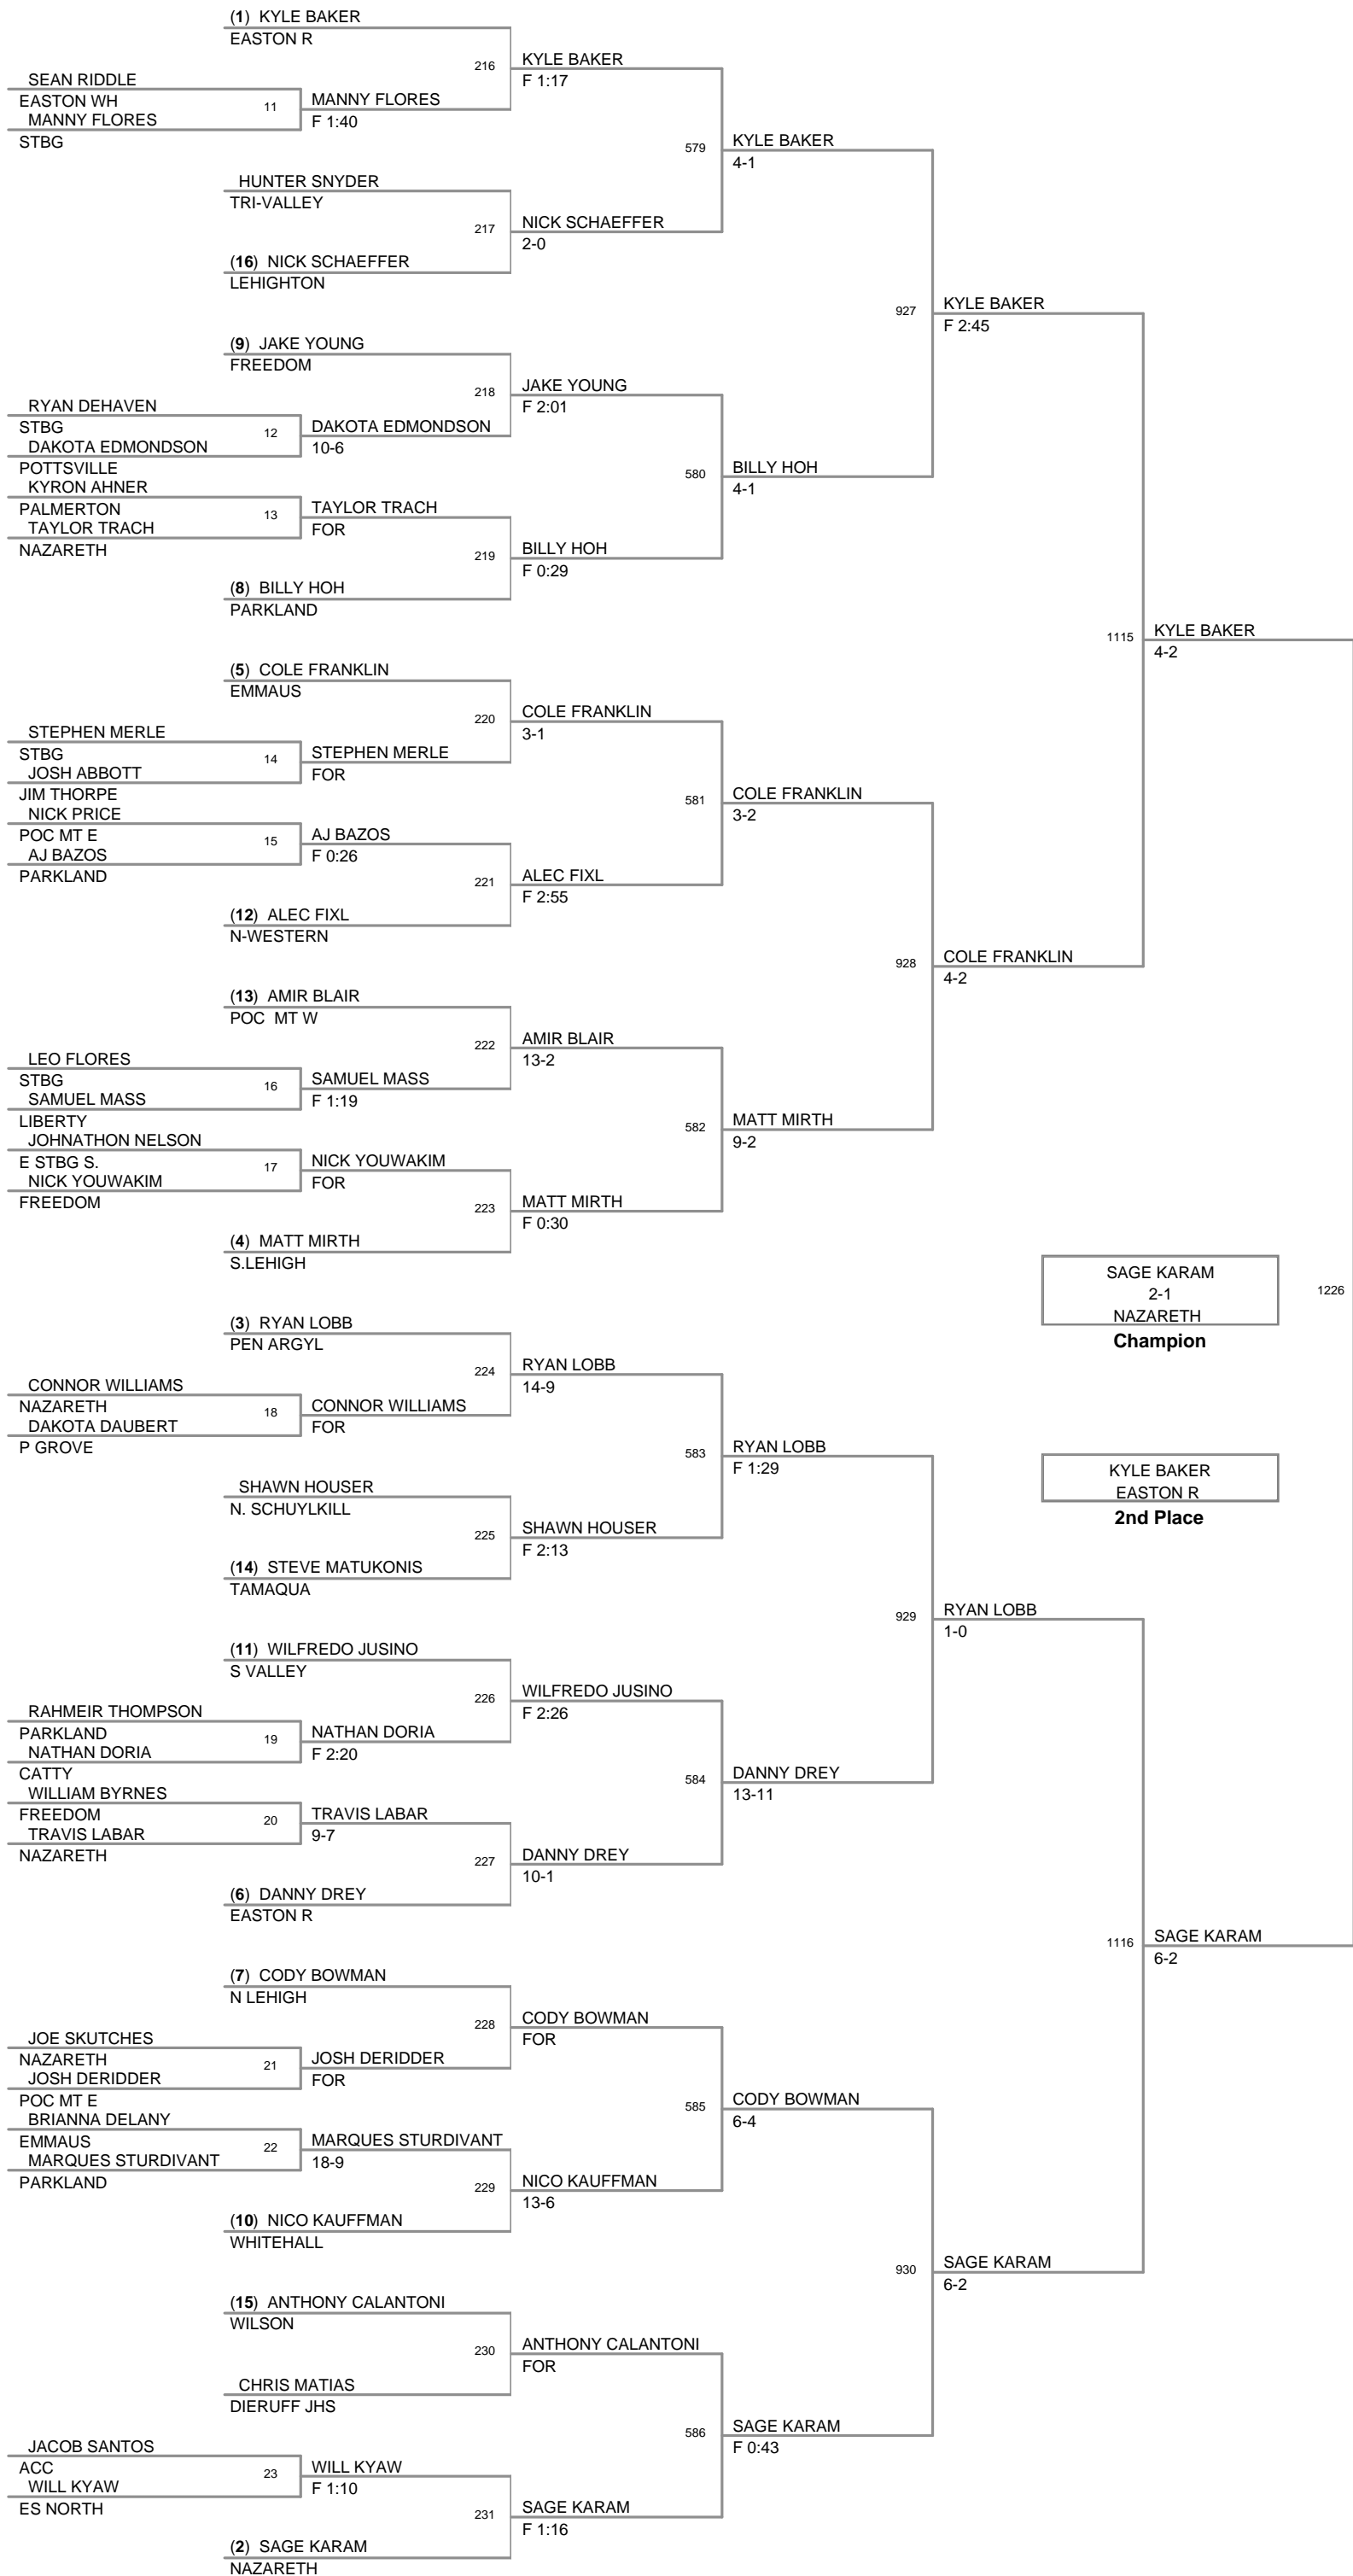 (1) KYLE BAKER
EASTON R
216
KYLE BAKER
F 1:17
SEAN RIDDLE
EASTON WH
11
MANNY FLORES
F 1:40
MANNY FLORES
STBG
579
KYLE BAKER
4-1
HUNTER SNYDER
TRI-VALLEY
217
NICK SCHAEFFER
2-0
(16) NICK SCHAEFFER
LEHIGHTON
927
KYLE BAKER
F 2:45
(9) JAKE YOUNG
FREEDOM
218
JAKE YOUNG
F 2:01
RYAN DEHAVEN
STBG
12
DAKOTA EDMONDSON
10-6
DAKOTA EDMONDSON
POTTSVILLE
580
BILLY HOH
4-1
KYRON AHNER
PALMERTON
13
TAYLOR TRACH
FOR
TAYLOR TRACH
NAZARETH
219
BILLY HOH
F 0:29
(8) BILLY HOH
PARKLAND
1115
KYLE BAKER
4-2
(5) COLE FRANKLIN
EMMAUS
220
COLE FRANKLIN
3-1
STEPHEN MERLE
STBG
14
STEPHEN MERLE
FOR
JOSH ABBOTT
JIM THORPE
581
COLE FRANKLIN
3-2
NICK PRICE
POC MT E
15
AJ BAZOS
F 0:26
AJ BAZOS
PARKLAND
221
ALEC FIXL
F 2:55
(12) ALEC FIXL
N-WESTERN
928
COLE FRANKLIN
4-2
(13) AMIR BLAIR
POC MT W
222
AMIR BLAIR
13-2
LEO FLORES
STBG
16
SAMUEL MASS
F 1:19
SAMUEL MASS
LIBERTY
582
MATT MIRTH
9-2
JOHNATHON NELSON
E STBG S.
17
NICK YOUWAKIM
FOR
NICK YOUWAKIM
FREEDOM
223
MATT MIRTH
F 0:30
(4) MATT MIRTH
S.LEHIGH
SAGE KARAM
2-1
NAZARETH
Champion
1226
(3) RYAN LOBB
PEN ARGYL
224
RYAN LOBB
14-9
CONNOR WILLIAMS
NAZARETH
18
CONNOR WILLIAMS
FOR
DAKOTA DAUBERT
P GROVE
583
RYAN LOBB
F 1:29
KYLE BAKER
EASTON R
2nd Place
SHAWN HOUSER
N. SCHUYLKILL
225
SHAWN HOUSER
F 2:13
(14) STEVE MATUKONIS
TAMAQUA
929
RYAN LOBB
1-0
(11) WILFREDO JUSINO
S VALLEY
226
WILFREDO JUSINO
F 2:26
RAHMEIR THOMPSON
PARKLAND
19
NATHAN DORIA
F 2:20
NATHAN DORIA
CATTY
584
DANNY DREY
13-11
WILLIAM BYRNES
FREEDOM
20
TRAVIS LABAR
9-7
TRAVIS LABAR
NAZARETH
227
DANNY DREY
10-1
(6) DANNY DREY
EASTON R
1116
SAGE KARAM
6-2
(7) CODY BOWMAN
N LEHIGH
228
CODY BOWMAN
FOR
JOE SKUTCHES
NAZARETH
21
JOSH DERIDDER
FOR
JOSH DERIDDER
POC MT E
585
CODY BOWMAN
6-4
BRIANNA DELANY
EMMAUS
22
MARQUES STURDIVANT
18-9
MARQUES STURDIVANT
PARKLAND
229
NICO KAUFFMAN
13-6
(10) NICO KAUFFMAN
WHITEHALL
930
SAGE KARAM
6-2
(15) ANTHONY CALANTONI
WILSON
230
ANTHONY CALANTONI
FOR
CHRIS MATIAS
DIERUFF JHS
586
SAGE KARAM
F 0:43
JACOB SANTOS
ACC
23
WILL KYAW
F 1:10
WILL KYAW
ES NORTH
231
SAGE KARAM
F 1:16
(2) SAGE KARAM
NAZARETH